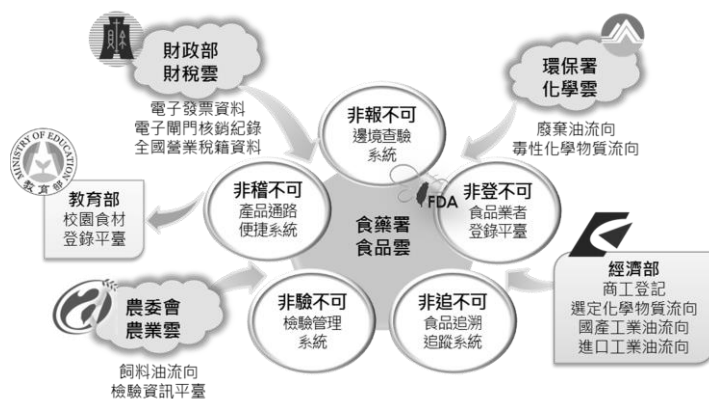 財政部
財稅雲
電子發票資料
電子閘門核銷紀錄
全國營業稅籍資料
環保署
化學雲
廢棄油流向
毒性化學物質流向
非報不可
邊境查驗
系統
MINISTRY OF EDUCATION
教育部
教育部
校園食材
登錄平臺
非稽不可
產品通路
便捷系統
食藥署
食品雲
FDA
非登不可
食品業者
登錄平臺
經濟部
商工登記
選定化學物質流向
國產工業油流向
進口工業油流向
農委會
農業雲
飼料油流向
檢驗資訊平臺
非驗不可
檢驗管理
系統
非追不可
食品追溯
追蹤系統